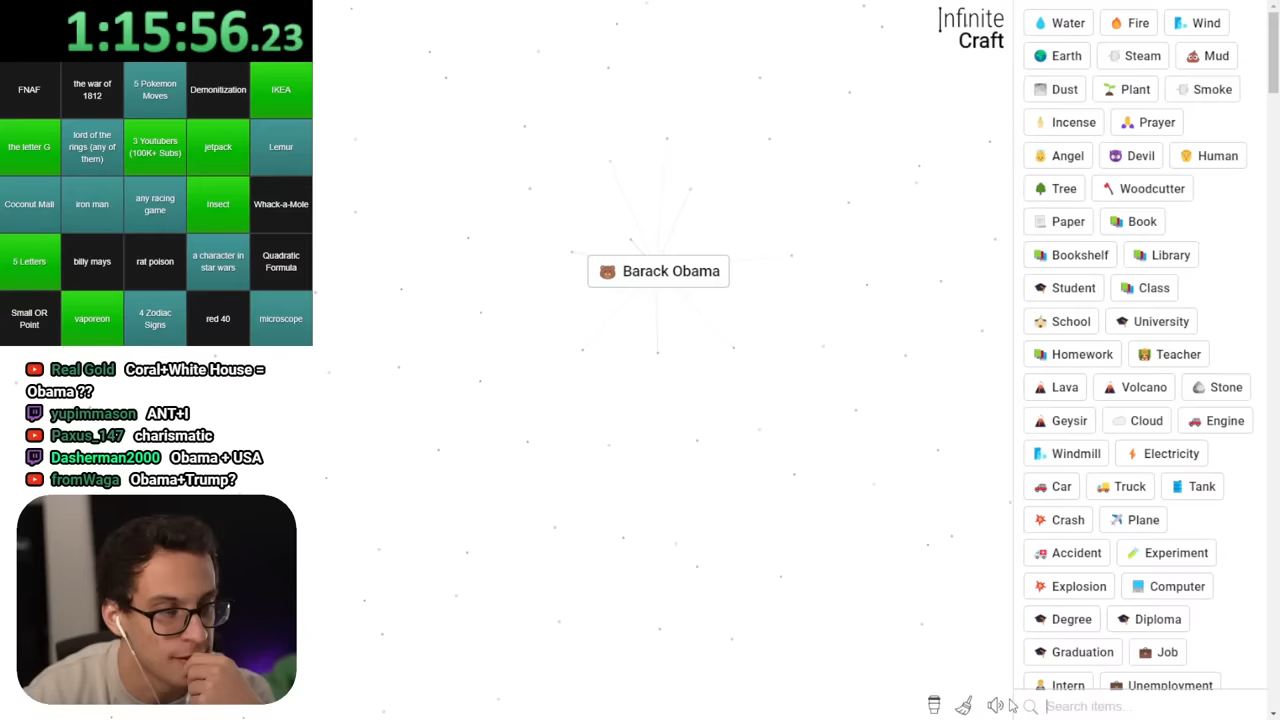 1:15:56.23
FNAF
the war of
1812
5 Pokemon
Moves
Demonitization
IKEA
the letter G
lord of the
rings (any of
them)
3 Youtubers
(100K+ Subs)
jetpack
Lemur
Coconut Mall
iron man
any racing
game
Insect
Whack-a-Mole
5 Letters
billy mays
rat poison
a character in
star wars
Quadratic
Formula
Small OR
Point
vaporeon
4 Zodiac
Signs
red 40
microscope
Real Gold Coral+White House =
Obama ??
yupimmason ANT+I
Paxus_147 charismatic
Dasherman2000 Obama + USA
fromWaga Obama+Trump?
Barack Obama
Infinite
Craft
Water Fire Wind
Earth Steam Mud
Dust Plant Smoke
Incense Prayer
Angel Devil Human
Tree Woodcutter
Paper Book
Bookshelf Library
Student Class
School University
Homework Teacher
Lava Volcano Stone
Geysir Cloud Engine
Windmill Electricity
Car Truck Tank
Crash Plane
Accident Experiment
Explosion Computer
Degree Diploma
Graduation Job
Intern Unemployment
Search items...